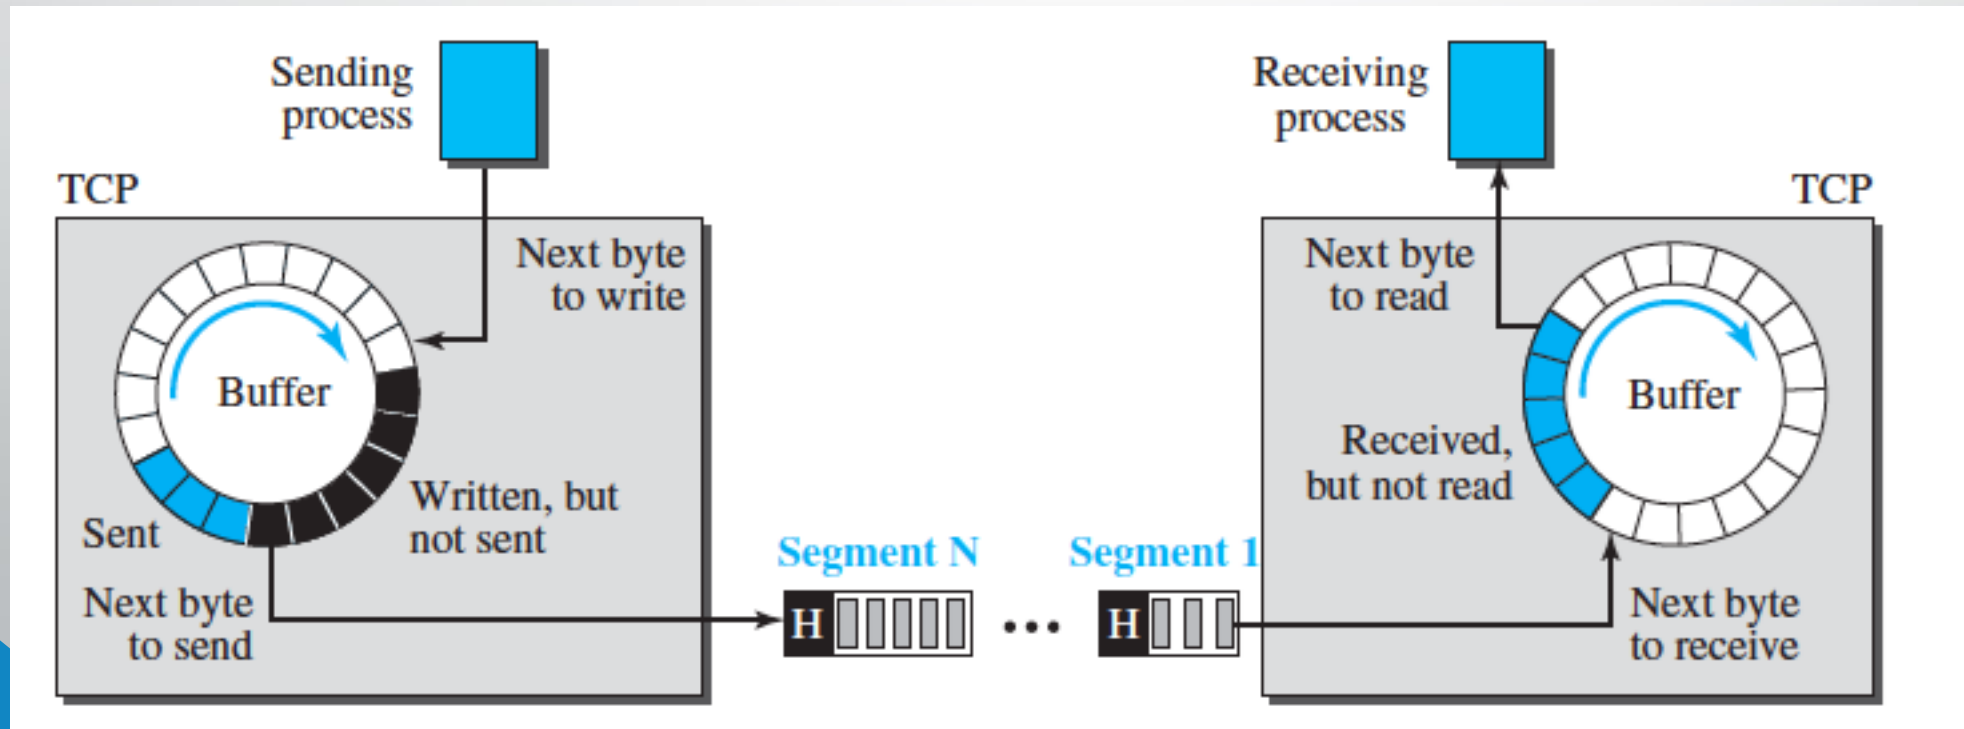 Sending
process
TCP
Next byte
to write
Buffer
Written, but
not sent
Sent
Next byte
to send
Segment N
H
...
Segment 1
H
Receiving
process
TCP
Next byte
to read
Buffer
Received,
but not read
Next byte
to receive